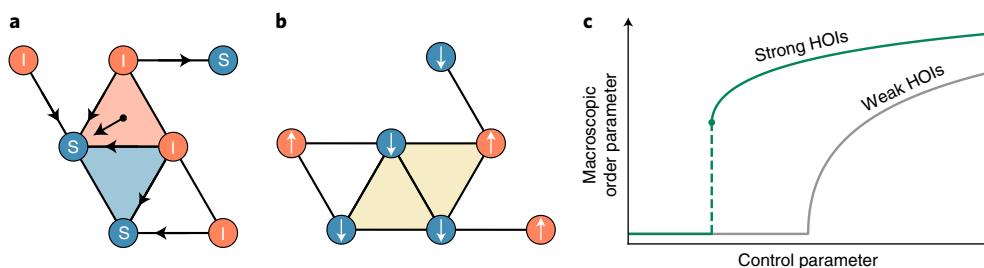 a
I
I
S
S
I
S
I
b
↓
↑
↓
↑
↓
↓
↑
c
Macroscopic
order parameter
Strong HOIs
Weak HOIs
Control parameter